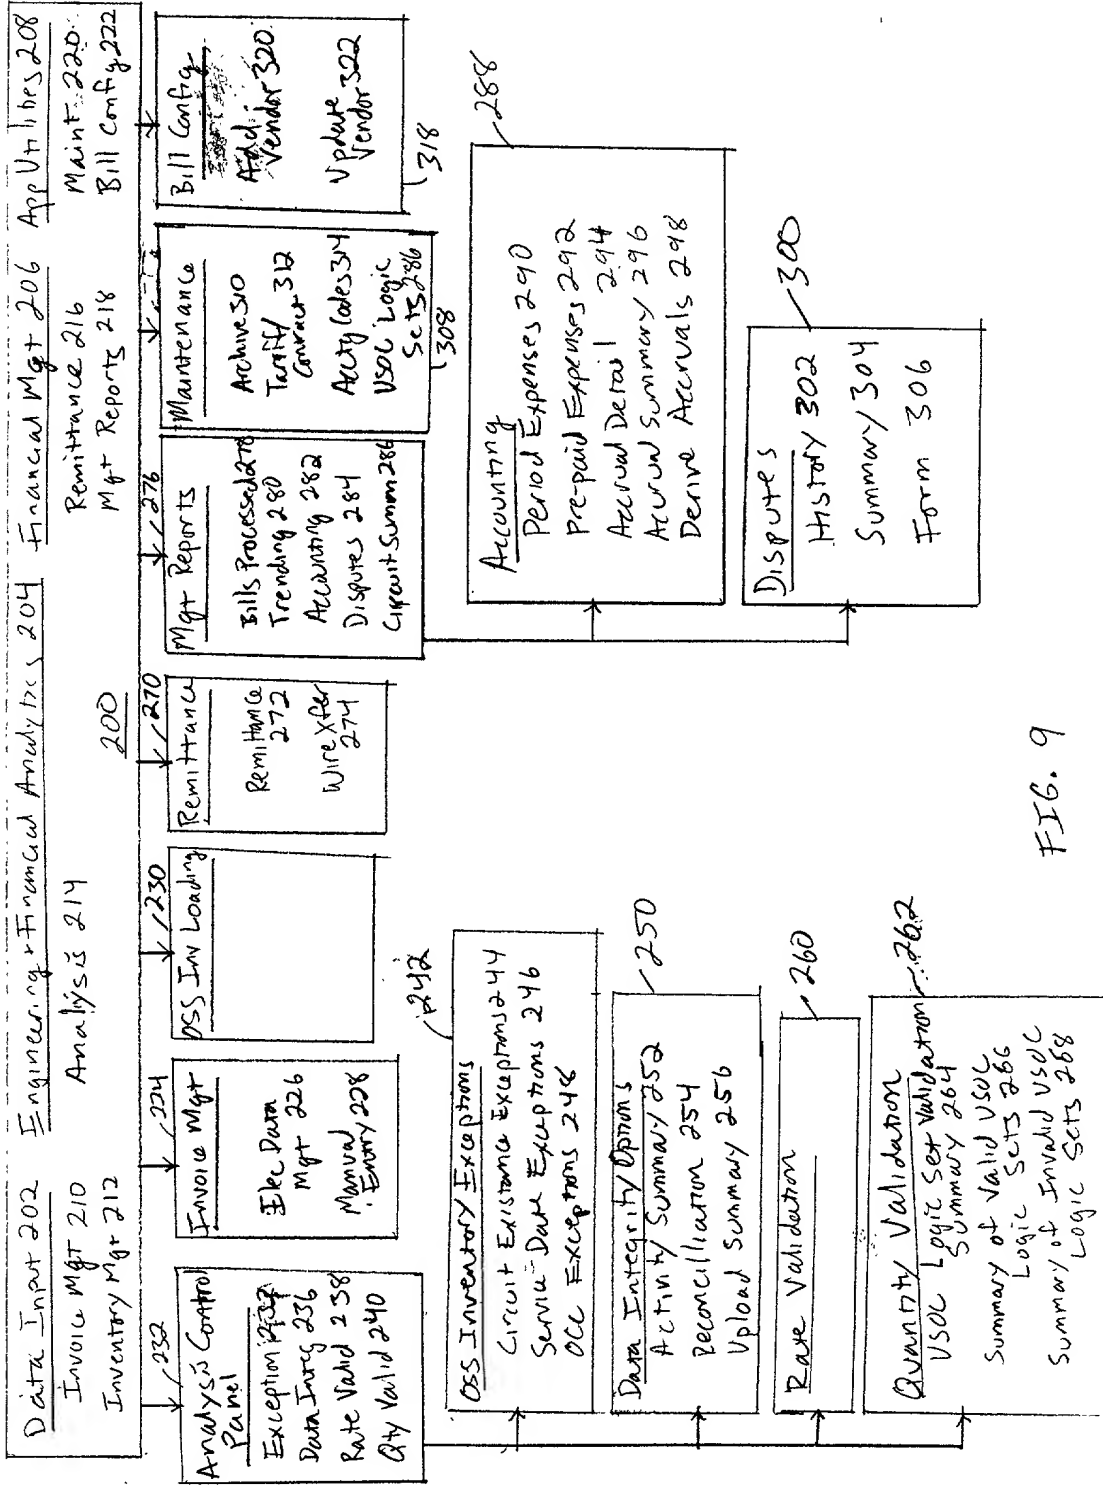 Data Input 202
Invoice Mgt 210
Inventory Mgt 212
Engineering + Financial Analytics 204
Analysis 214
Financial Mgt 206
Remittance 216
Mgt Reports 218
App Utilities 208
Maint 220
Bill Config 222
200
232
Analysis Control
Panel
Exception
Data Integ 236
Rate Valid 238
Qty Valid 240
224
Invoice Mgt
Elec Data
Mgt 226
Manual
Entry 228
230
OSS Inv Loading
270
Remittance
Remittance
272
Wire Xfer
274
276
Mgt Reports
Bills Processed 278
Trending 280
Accounting 282
Disputes 284
Circuit Summ 286
Maintenance
Archive 310
Tariff/
Contract 312
Acctg Codes 314
USOC Logic
Sets 286
308
Bill Config
Add
Vendor 320
Update
Vendor 322
318
242
OSS Inventory Exceptions
Circuit Existance Exceptions 244
Service Date Exceptions 246
OCC Exceptions 248
250
Data Integrity Options
Activity Summary 252
Reconcilliation 254
Upload Summary 256
260
Rate Validation
262
Quantity Validation
USOC Logic Set Validation
Summary 264
Summary of Valid USOC
Logic Sets 266
Summary of Invalid USOC
Logic Sets 268
288
Accounting
Period Expenses 290
Pre-paid Expenses 292
Accrual Detail 294
Accrual Summary 296
Derive Accruals 298
300
Disputes
History 302
Summary 304
Form 306
FIG. 9